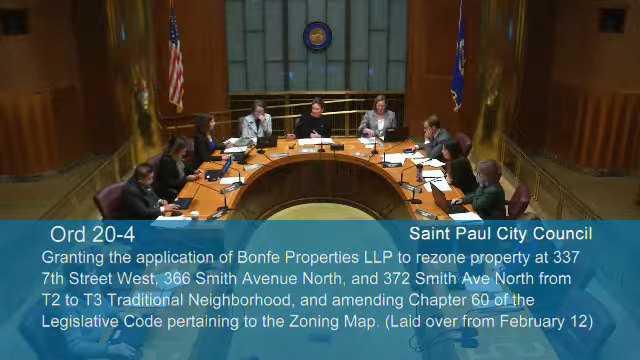 Ord 20-4
Saint Paul City Council
Granting the application of Bonfe Properties LLP to rezone property at 337
7th Street West, 366 Smith Avenue North, and 372 Smith Ave North from
T2 to T3 Traditional Neighborhood, and amending Chapter 60 of the
Legislative Code pertaining to the Zoning Map. (Laid over from February 12)